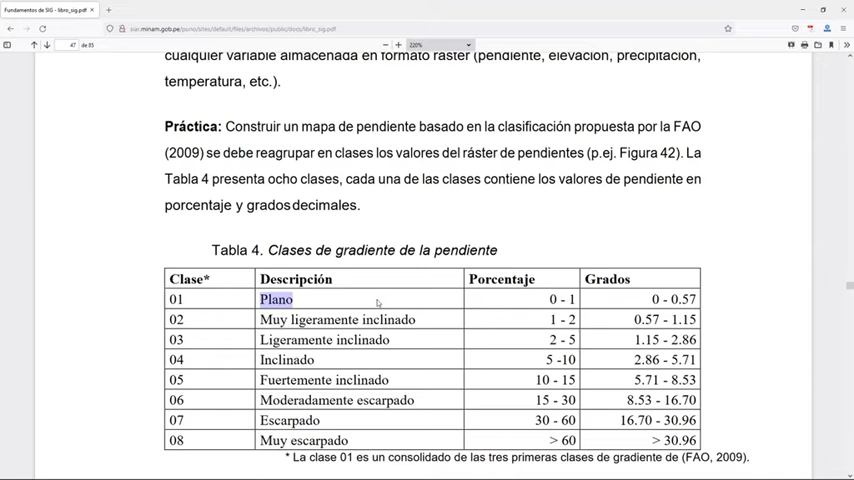 Fundamentos de SIG - libro_sig.pdf
siar.minam.gob.pe/puno/sites/default/files/archivos/public/docs/libro_sig.pdf
47 de 85
220%
cualquier variable almacenada en formato ráster (pendiente, elevación, precipitación,
temperatura, etc.).
Práctica: Construir un mapa de pendiente basado en la clasificación propuesta por la FAO
(2009) se debe reagrupar en clases los valores del ráster de pendientes (p.ej. Figura 42). La
Tabla 4 presenta ocho clases, cada una de las clases contiene los valores de pendiente en
porcentaje y grados decimales.
Tabla 4. Clases de gradiente de la pendiente
Clase* Descripción Porcentaje Grados
01 Plano 0 - 1 0 - 0.57
02 Muy ligeramente inclinado 1 - 2 0.57 - 1.15
03 Ligeramente inclinado 2 - 5 1.15 - 2.86
04 Inclinado 5 -10 2.86 - 5.71
05 Fuertemente inclinado 10 - 15 5.71 - 8.53
06 Moderadamente escarpado 15 - 30 8.53 - 16.70
07 Escarpado 30 - 60 16.70 - 30.96
08 Muy escarpado > 60 > 30.96
* La clase 01 es un consolidado de las tres primeras clases de gradiente de (FAO, 2009).